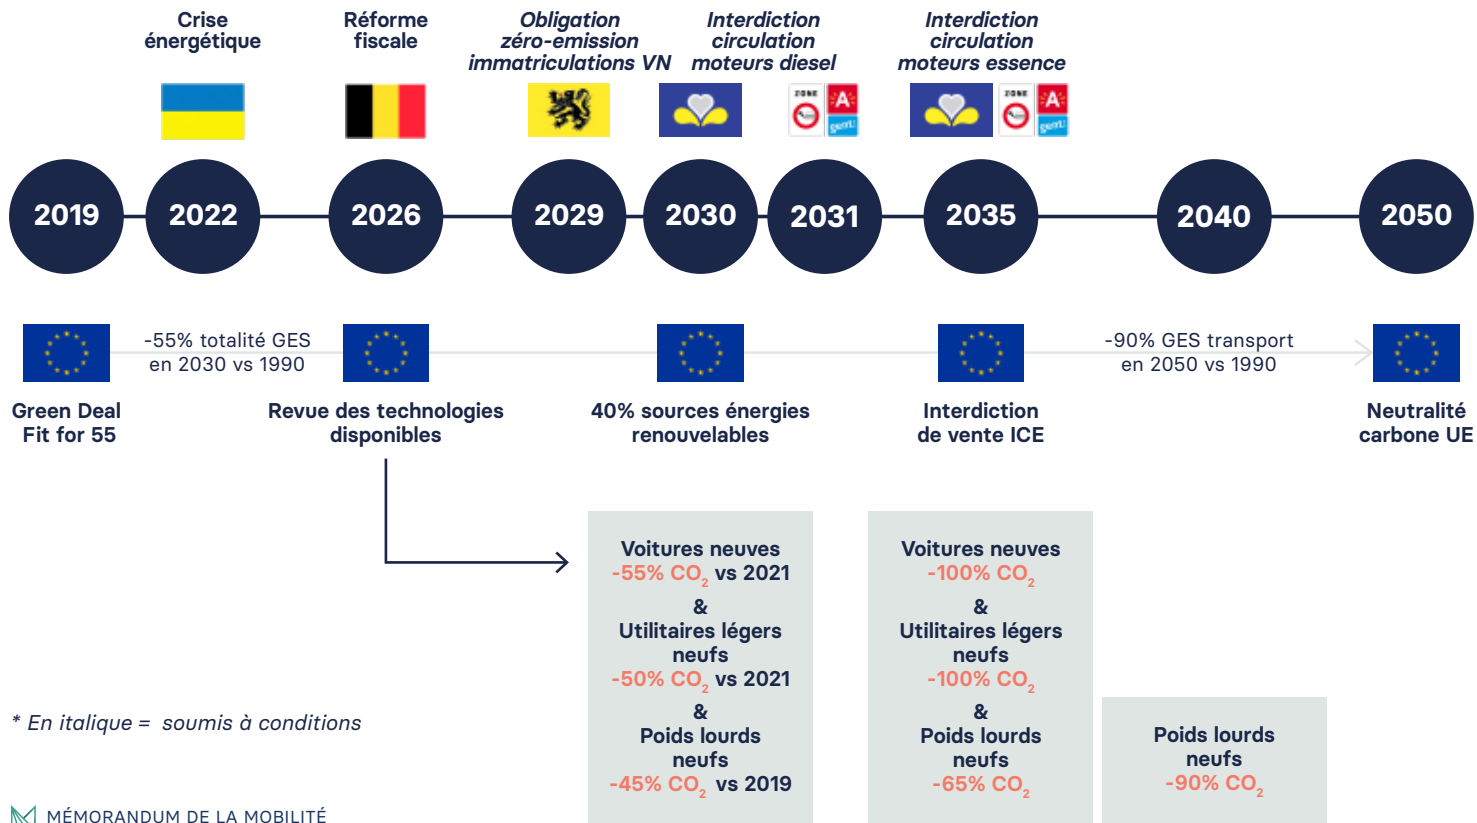 Crise
énergétique
Réforme
fiscale
Obligation
zéro-emission
immatriculations VN
Interdiction
circulation
moteurs diesel
Interdiction
circulation
moteurs essence
ZONE
A
gent:
ZONE
A
gent:
2019
2022
2026
2029
2030
2031
2035
2040
2050
-55% totalité GES
en 2030 vs 1990
-90% GES transport
en 2050 vs 1990
Green Deal
Fit for 55
Revue des technologies
disponibles
40% sources énergies
renouvelables
Interdiction
de vente ICE
Neutralité
carbone UE
Voitures neuves
-55% CO₂ vs 2021
&
Utilitaires légers
neufs
-50% CO₂ vs 2021
&
Poids lourds
neufs
-45% CO₂ vs 2019
Voitures neuves
-100% CO₂
&
Utilitaires légers
neufs
-100% CO₂
&
Poids lourds
neufs
-65% CO₂
Poids lourds
neufs
-90% CO₂
* En italique = soumis à conditions
MÉMORANDUM DE LA MOBILITÉ